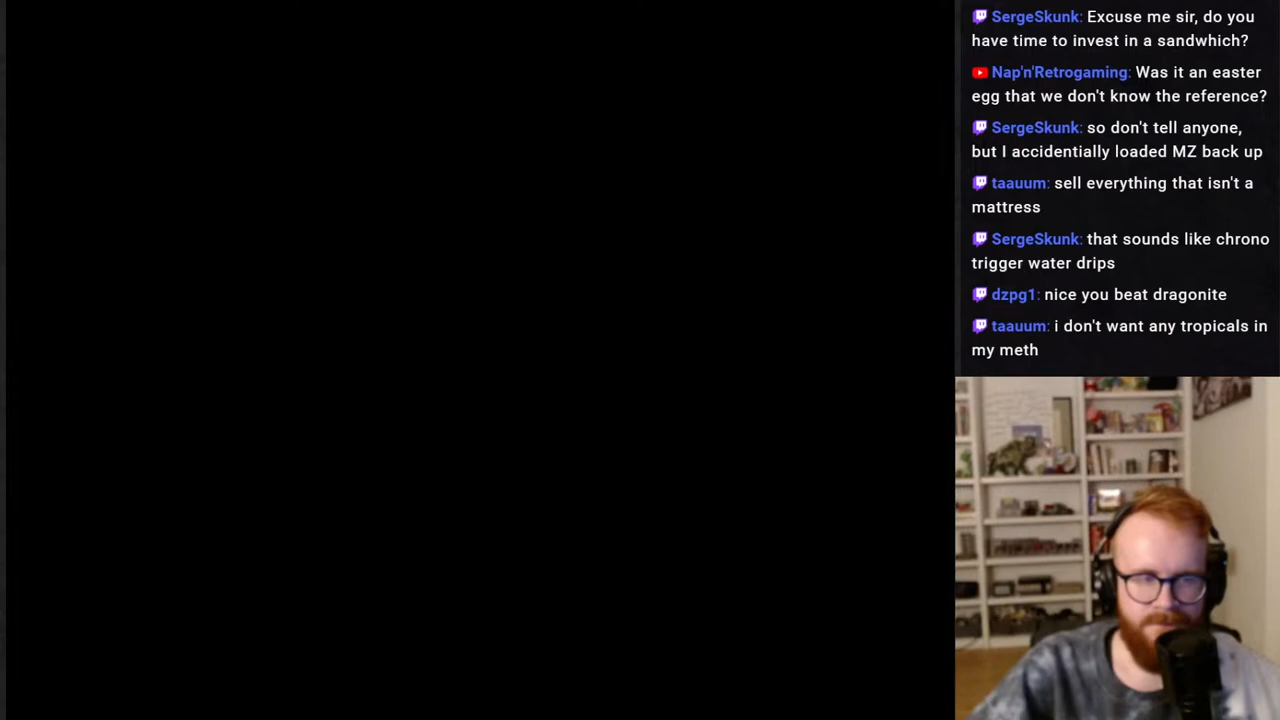 SergeSkunk: Excuse me sir, do you
have time to invest in a sandwhich?
Nap'n'Retrogaming: Was it an easter
egg that we don't know the reference?
SergeSkunk: so don't tell anyone,
but I accidentially loaded MZ back up
taauum: sell everything that isn't a
mattress
SergeSkunk: that sounds like chrono
trigger water drips
dzpg1: nice you beat dragonite
taauum: i don't want any tropicals in
my meth